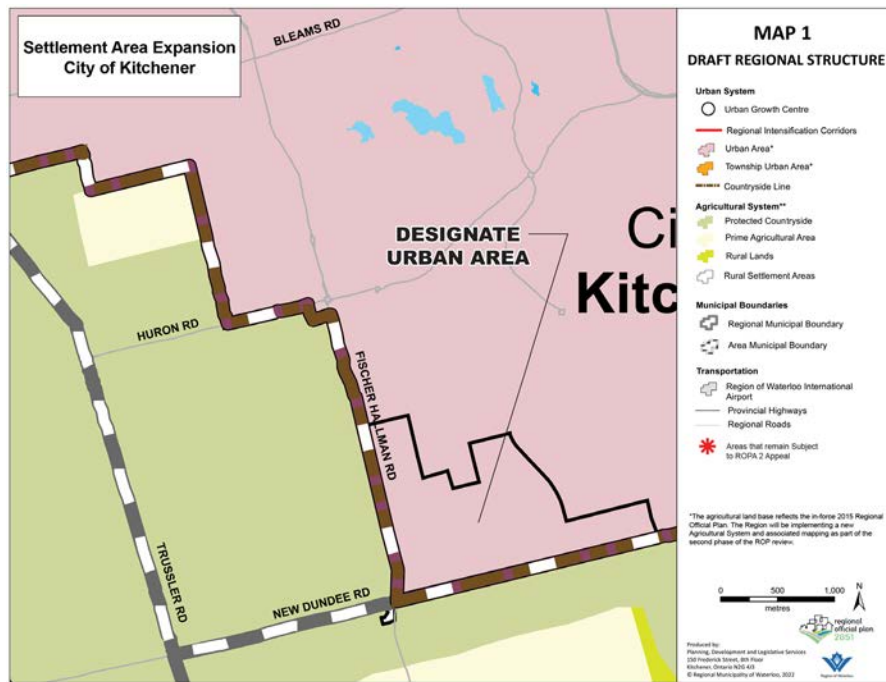 Settlement Area Expansion
City of Kitchener
BLEAMS RD
DESIGNATE
URBAN AREA
Ci
Kitc
HURON RD
FISCHER HALLMAN RD
TRUSSLER RD
NEW DUNDEE RD
MAP 1
DRAFT REGIONAL STRUCTURE
Urban System
Urban Growth Centre
Regional Intensification Corridors
Urban Area*
Township Urban Area*
Countryside Line
Agricultural System**
Protected Countryside
Prime Agricultural Area
Rural Lands
Rural Settlement Areas
Municipal Boundaries
Regional Municipal Boundary
Area Municipal Boundary
Transportation
Region of Waterloo International
Airport
Provincial Highways
Regional Roads
Areas that remain Subject
to ROPA 2 Appeal
*The agricultural land base reflects the in-force 2015 Regional
Official Plan. The Region will be implementing a new
Agricultural System and associated mapping as part of the
second phase of the ROP review.
0 500 1,000
metres
N
regional
official plan
2051
Produced by:
Planning, Development and Legislative Services
150 Frederick Street, 8th Floor
Kitchener, Ontario N2G 4J3
© Regional Municipality of Waterloo, 2022
Region of Waterloo